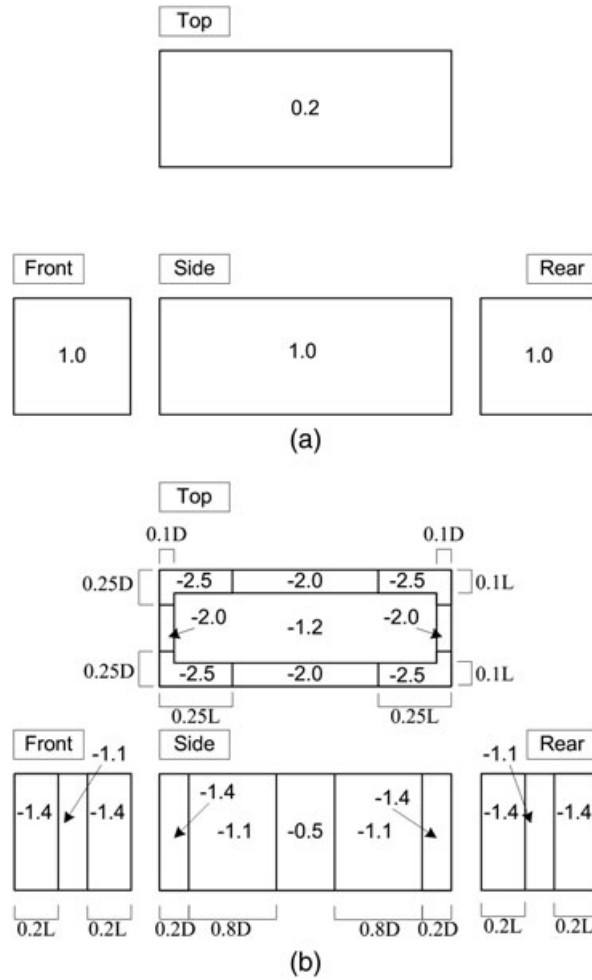 Top
0.2
Front Side Rear
1.0 1.0 1.0
(a)
Top
0.1D 0.1D
0.25D -2.5 -2.0 -2.5 0.1L
-2.0 -1.2 -2.0
0.25D -2.5 -2.0 -2.5 0.1L
0.25L 0.25L
Front Side Rear
-1.1 -1.1
-1.4 -1.4 -1.4 -1.1 -0.5 -1.1 -1.4 -1.4 -1.4
0.2L 0.2L 0.2D 0.8D 0.8D 0.2D 0.2L 0.2L
(b)